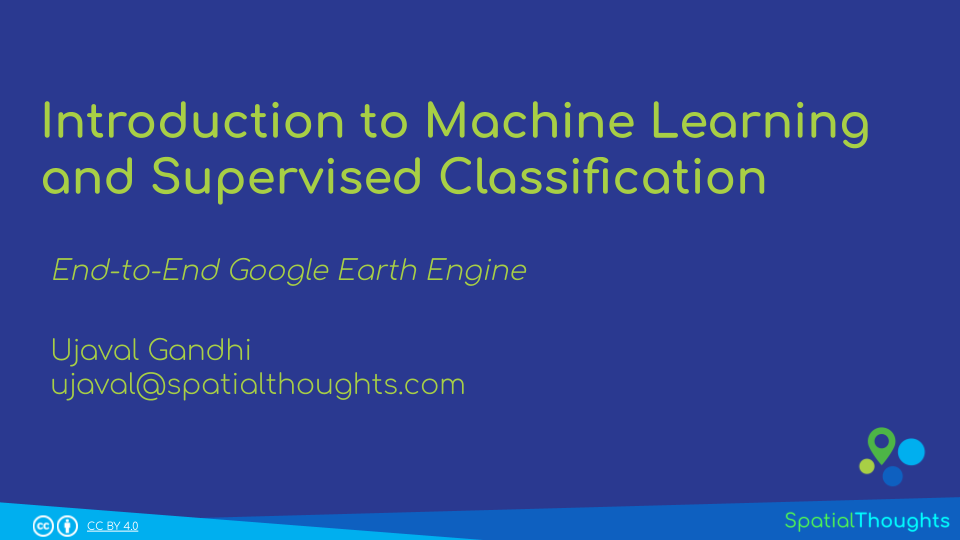 Introduction to Machine Learning
and Supervised Classification
End-to-End Google Earth Engine
Ujaval Gandhi
ujaval@spatialthoughts.com
cc CC BY 4.0
SpatialThoughts